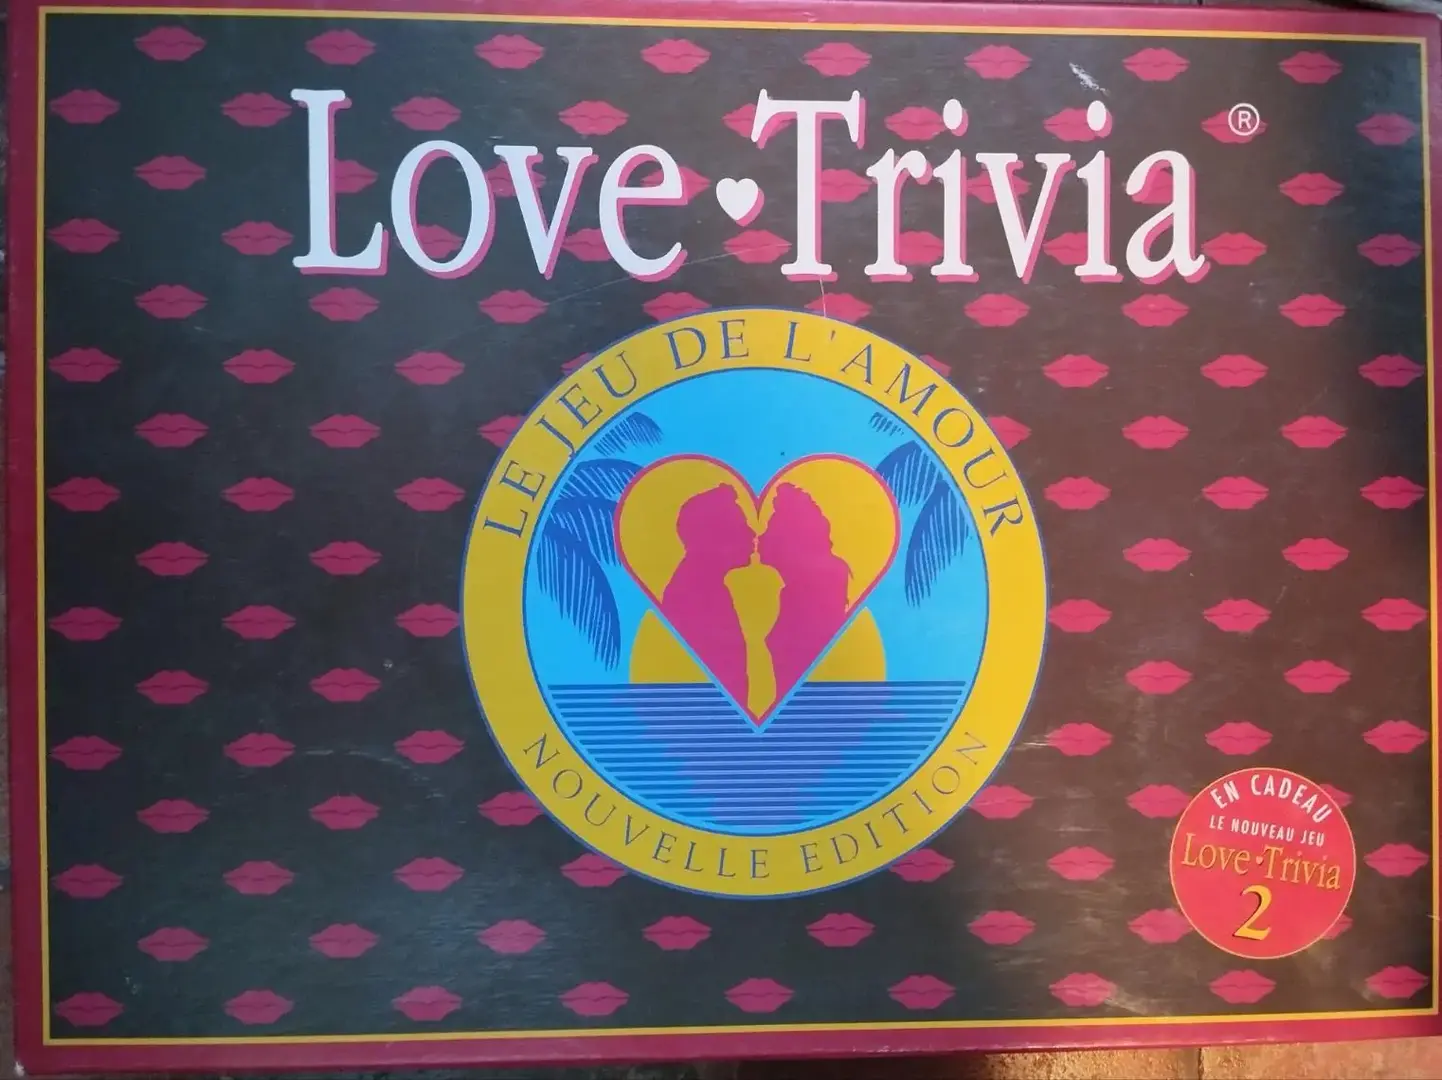 Love Trivia ®
LE JEU DE L'AMOUR
NOUVELLE EDITION
EN CADEAU
LE NOUVEAU JEU
Love Trivia
2